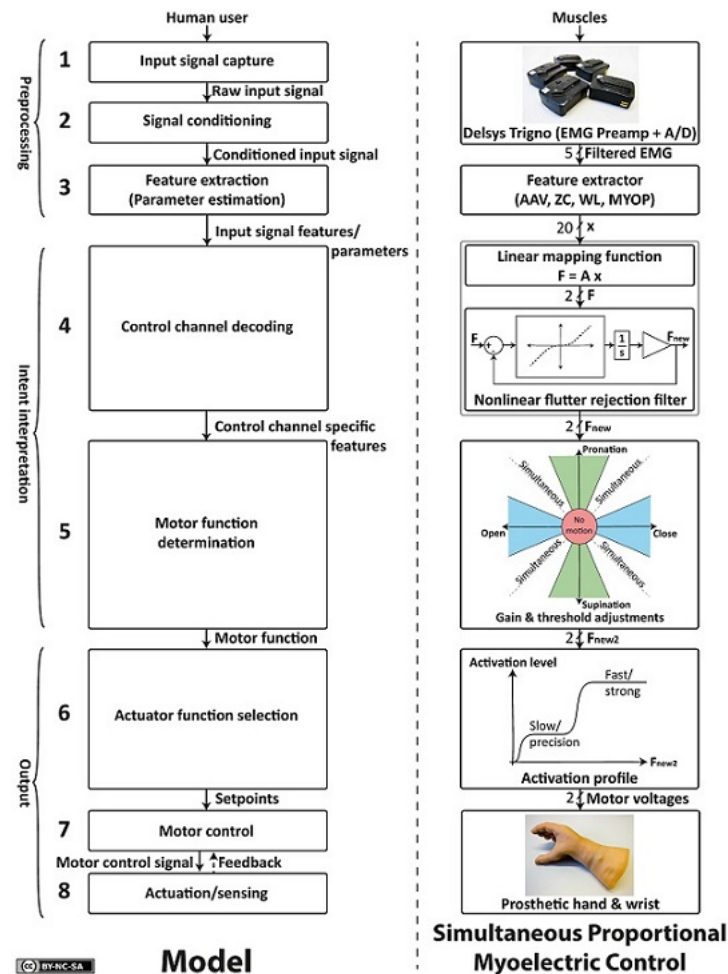 Human user
Preprocessing
1
Input signal capture
Raw input signal
2
Signal conditioning
Conditioned input signal
3
Feature extraction
(Parameter estimation)
Input signal features/
parameters
Intent interpretation
4
Control channel decoding
Control channel specific
features
5
Motor function
determination
Motor function
Output
6
Actuator function selection
Setpoints
7
Motor control
Motor control signal
Feedback
8
Actuation/sensing
cc BY-NC-SA
Model
Muscles
Delsys Trigno (EMG Preamp + A/D)
5 Filtered EMG
Feature extractor
(AAV, ZC, WL, MYOP)
20 x
Linear mapping function
F = A x
2 F
F
+
-
1
s
Fnew
Nonlinear flutter rejection filter
2 Fnew
Pronation
Simultaneous
Simultaneous
Open
No
motion
Close
Simultaneous
Simultaneous
Supination
Gain & threshold adjustments
2 Fnew2
Activation level
Fast/
strong
Slow/
precision
Fnew2
Activation profile
2 Motor voltages
Prosthetic hand & wrist
Simultaneous Proportional
Myoelectric Control